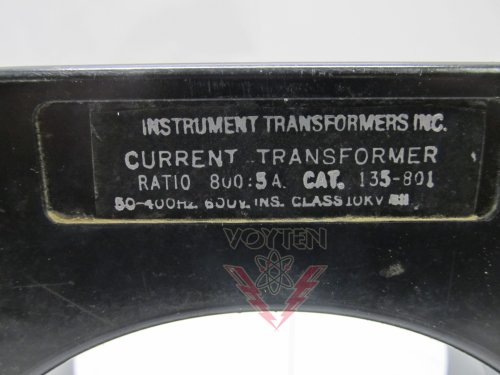 INSTRUMENT TRANSFORMERS INC.
CURRENT TRANSFORMER
RATIO 800:5A. CAT. 135-801
50-400HZ. 600V. INS. CLASS 10KV
VOYTEN